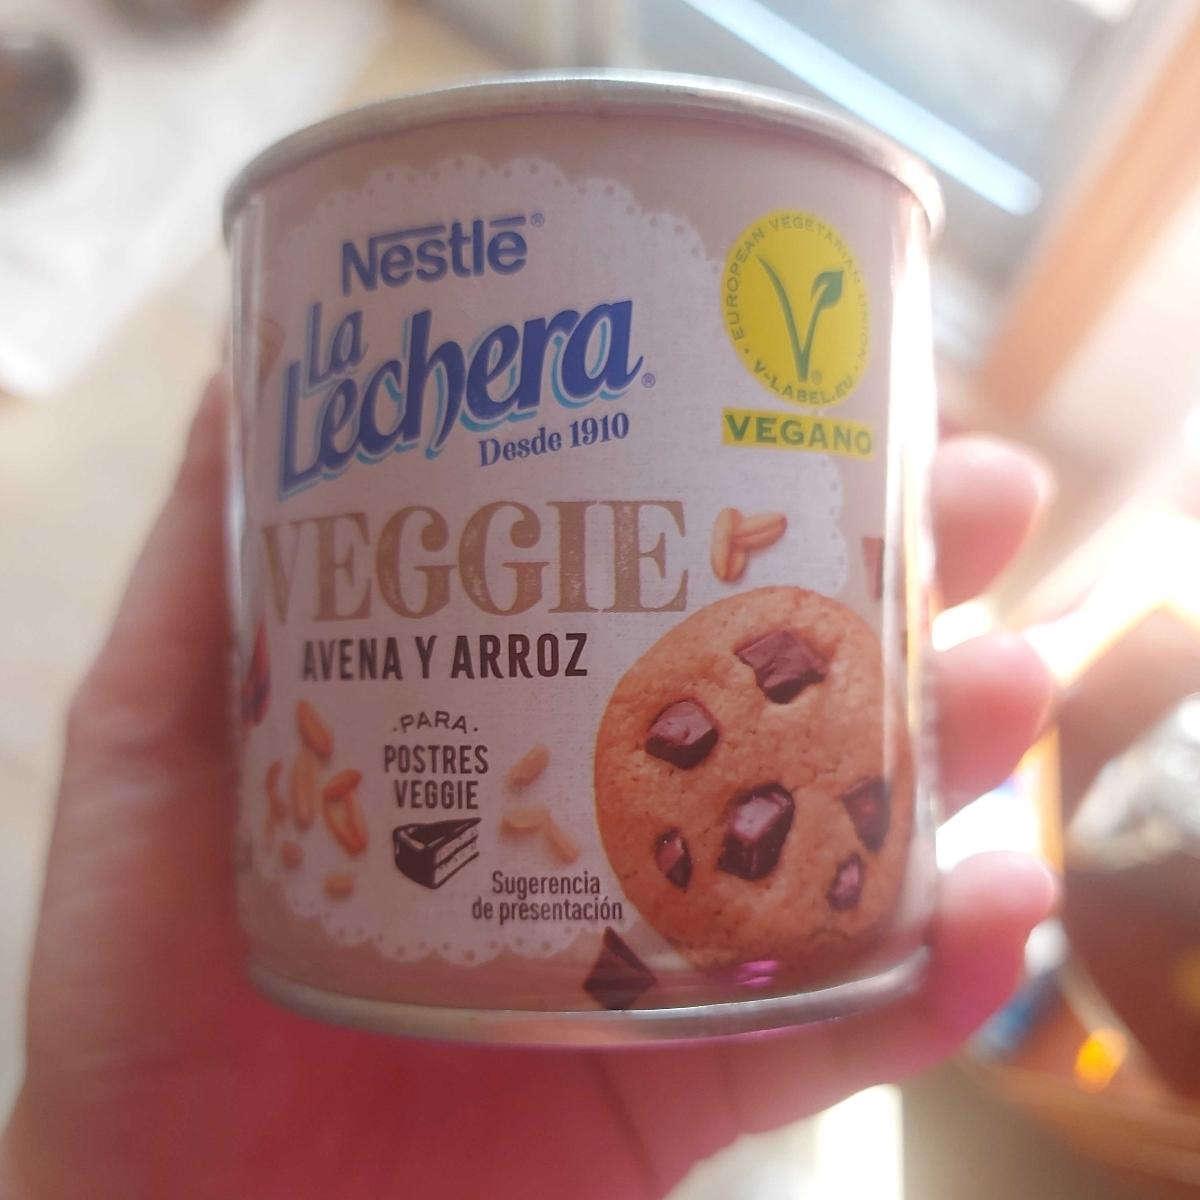 Nestlé®
La
Lechera®
Desde 1910
EUROPEAN VEGETARIAN UNION
V-LABEL.EU
VEGANO
VEGGIE
AVENA Y ARROZ
·PARA·
POSTRES
VEGGIE
Sugerencia
de presentación